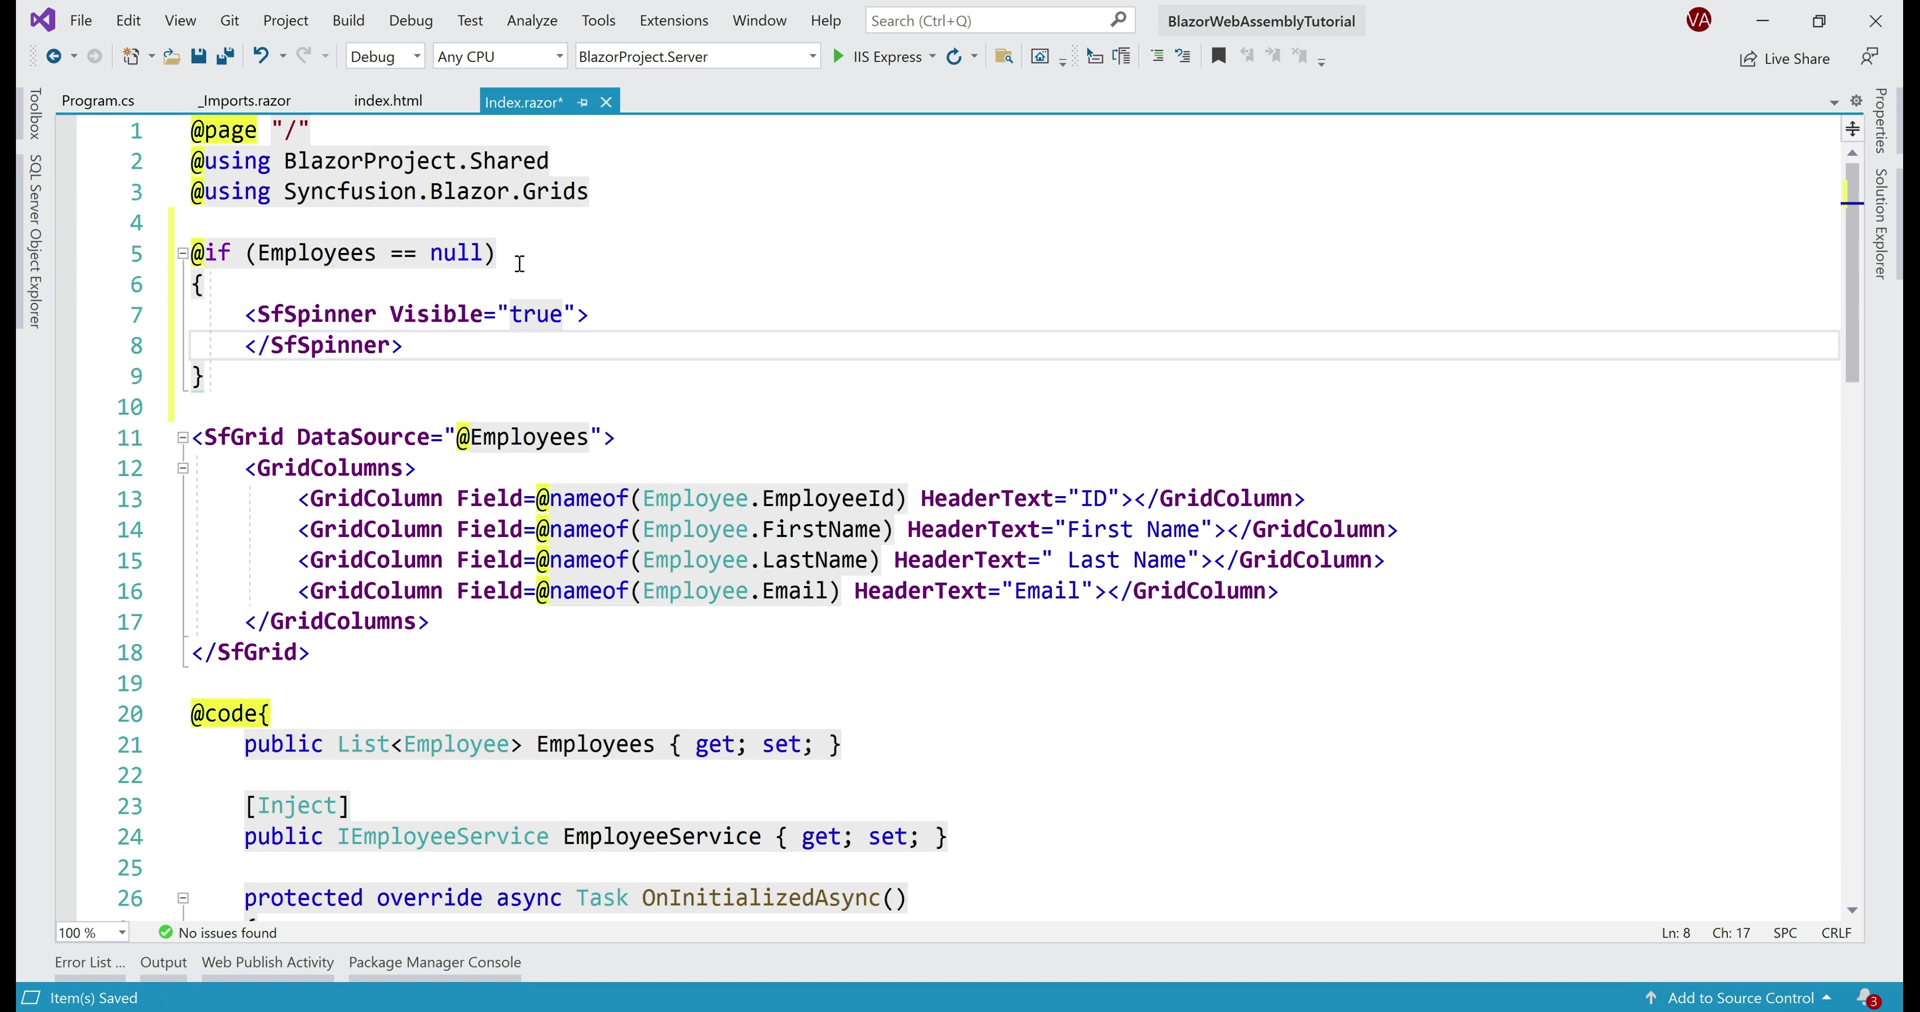 File Edit View Git Project Build Debug Test Analyze Tools Extensions Window Help Search (Ctrl+Q) BlazorWebAssemblyTutorial VA
Debug Any CPU BlazorProject.Server IIS Express Live Share
Program.cs _Imports.razor index.html Index.razor*
Toolbox
SQL Server Object Explorer
Properties
Solution Explorer
1 @page "/"
2 @using BlazorProject.Shared
3 @using Syncfusion.Blazor.Grids
4
5 @if (Employees == null)
6 {
7 <SfSpinner Visible="true">
8 </SfSpinner>
9 }
10
11 <SfGrid DataSource="@Employees">
12 <GridColumns>
13 <GridColumn Field=@nameof(Employee.EmployeeId) HeaderText="ID"></GridColumn>
14 <GridColumn Field=@nameof(Employee.FirstName) HeaderText="First Name"></GridColumn>
15 <GridColumn Field=@nameof(Employee.LastName) HeaderText=" Last Name"></GridColumn>
16 <GridColumn Field=@nameof(Employee.Email) HeaderText="Email"></GridColumn>
17 </GridColumns>
18 </SfGrid>
19
20 @code{
21 public List<Employee> Employees { get; set; }
22
23 [Inject]
24 public IEmployeeService EmployeeService { get; set; }
25
26 protected override async Task OnInitializedAsync()
100 % No issues found Ln: 8 Ch: 17 SPC CRLF
Error List ... Output Web Publish Activity Package Manager Console
Item(s) Saved Add to Source Control 3